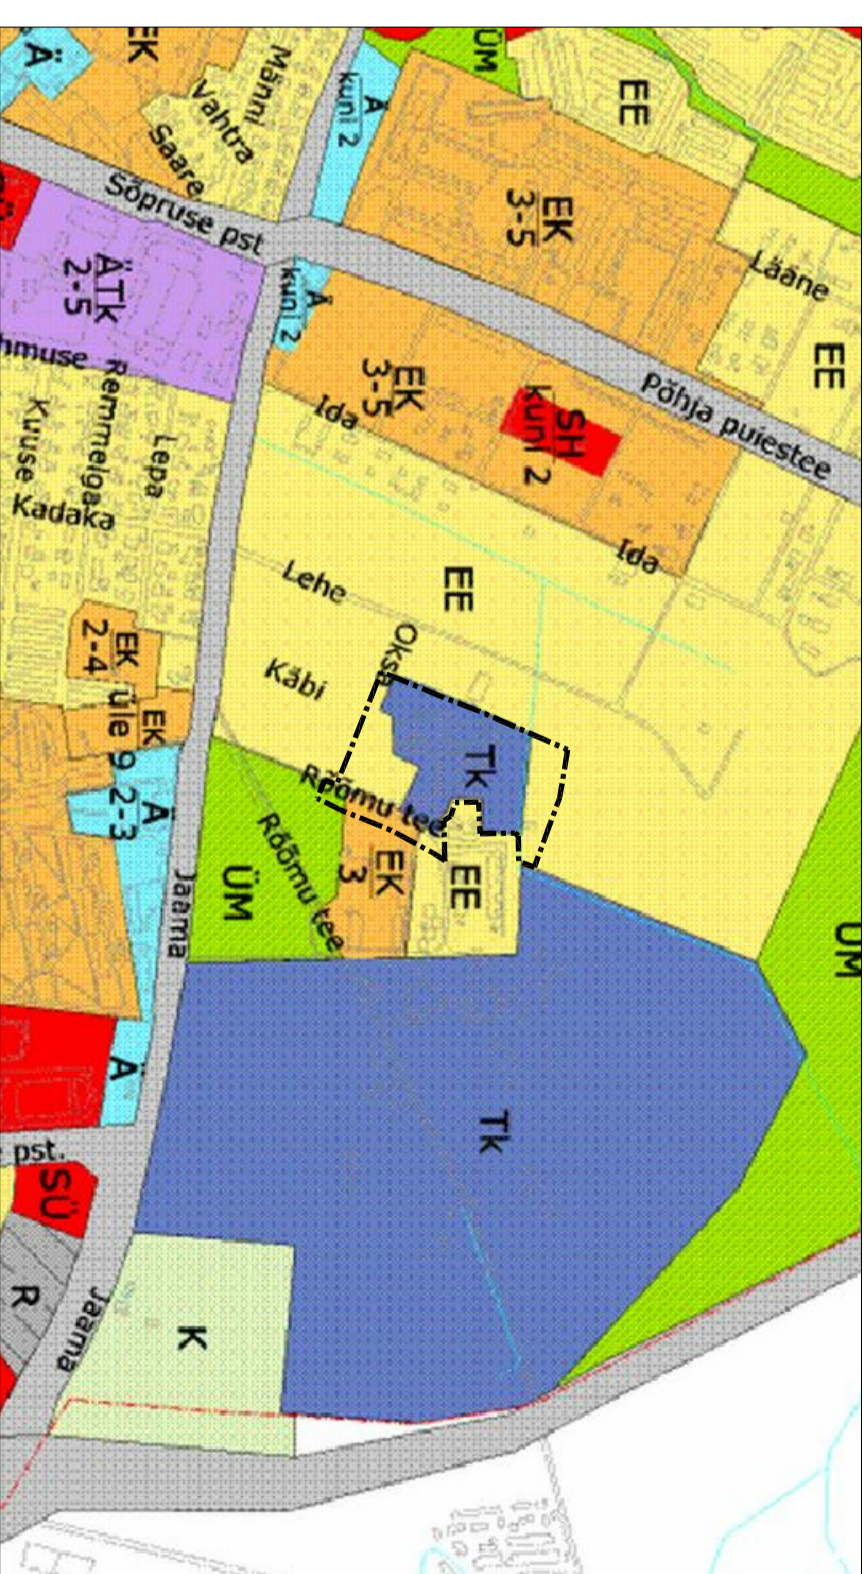 EK
Ä
Männi
Vahtra
Saare
Ä
kuni 2
ÜM
EE
Sõpruse pst
EK
3-5
Lääne
EE
ÄTk
2-5
Ä
kuni 2
EK
3-5
SH
kuni 2
Põhja puiestee
hmuse
Remmelga
Kuuse
Lepa
Kadaka
Ida
Ida
EE
Lehe
Oksa
Käbi
EK
2-4
EK
üle 9
Ä
2-3
Tk
Rõõmu tee
Rõõmu tee
ÜM
EK
3
EE
Jaama
ÜM
Ä
Tk
pst.
SÜ
R
Jaama
K